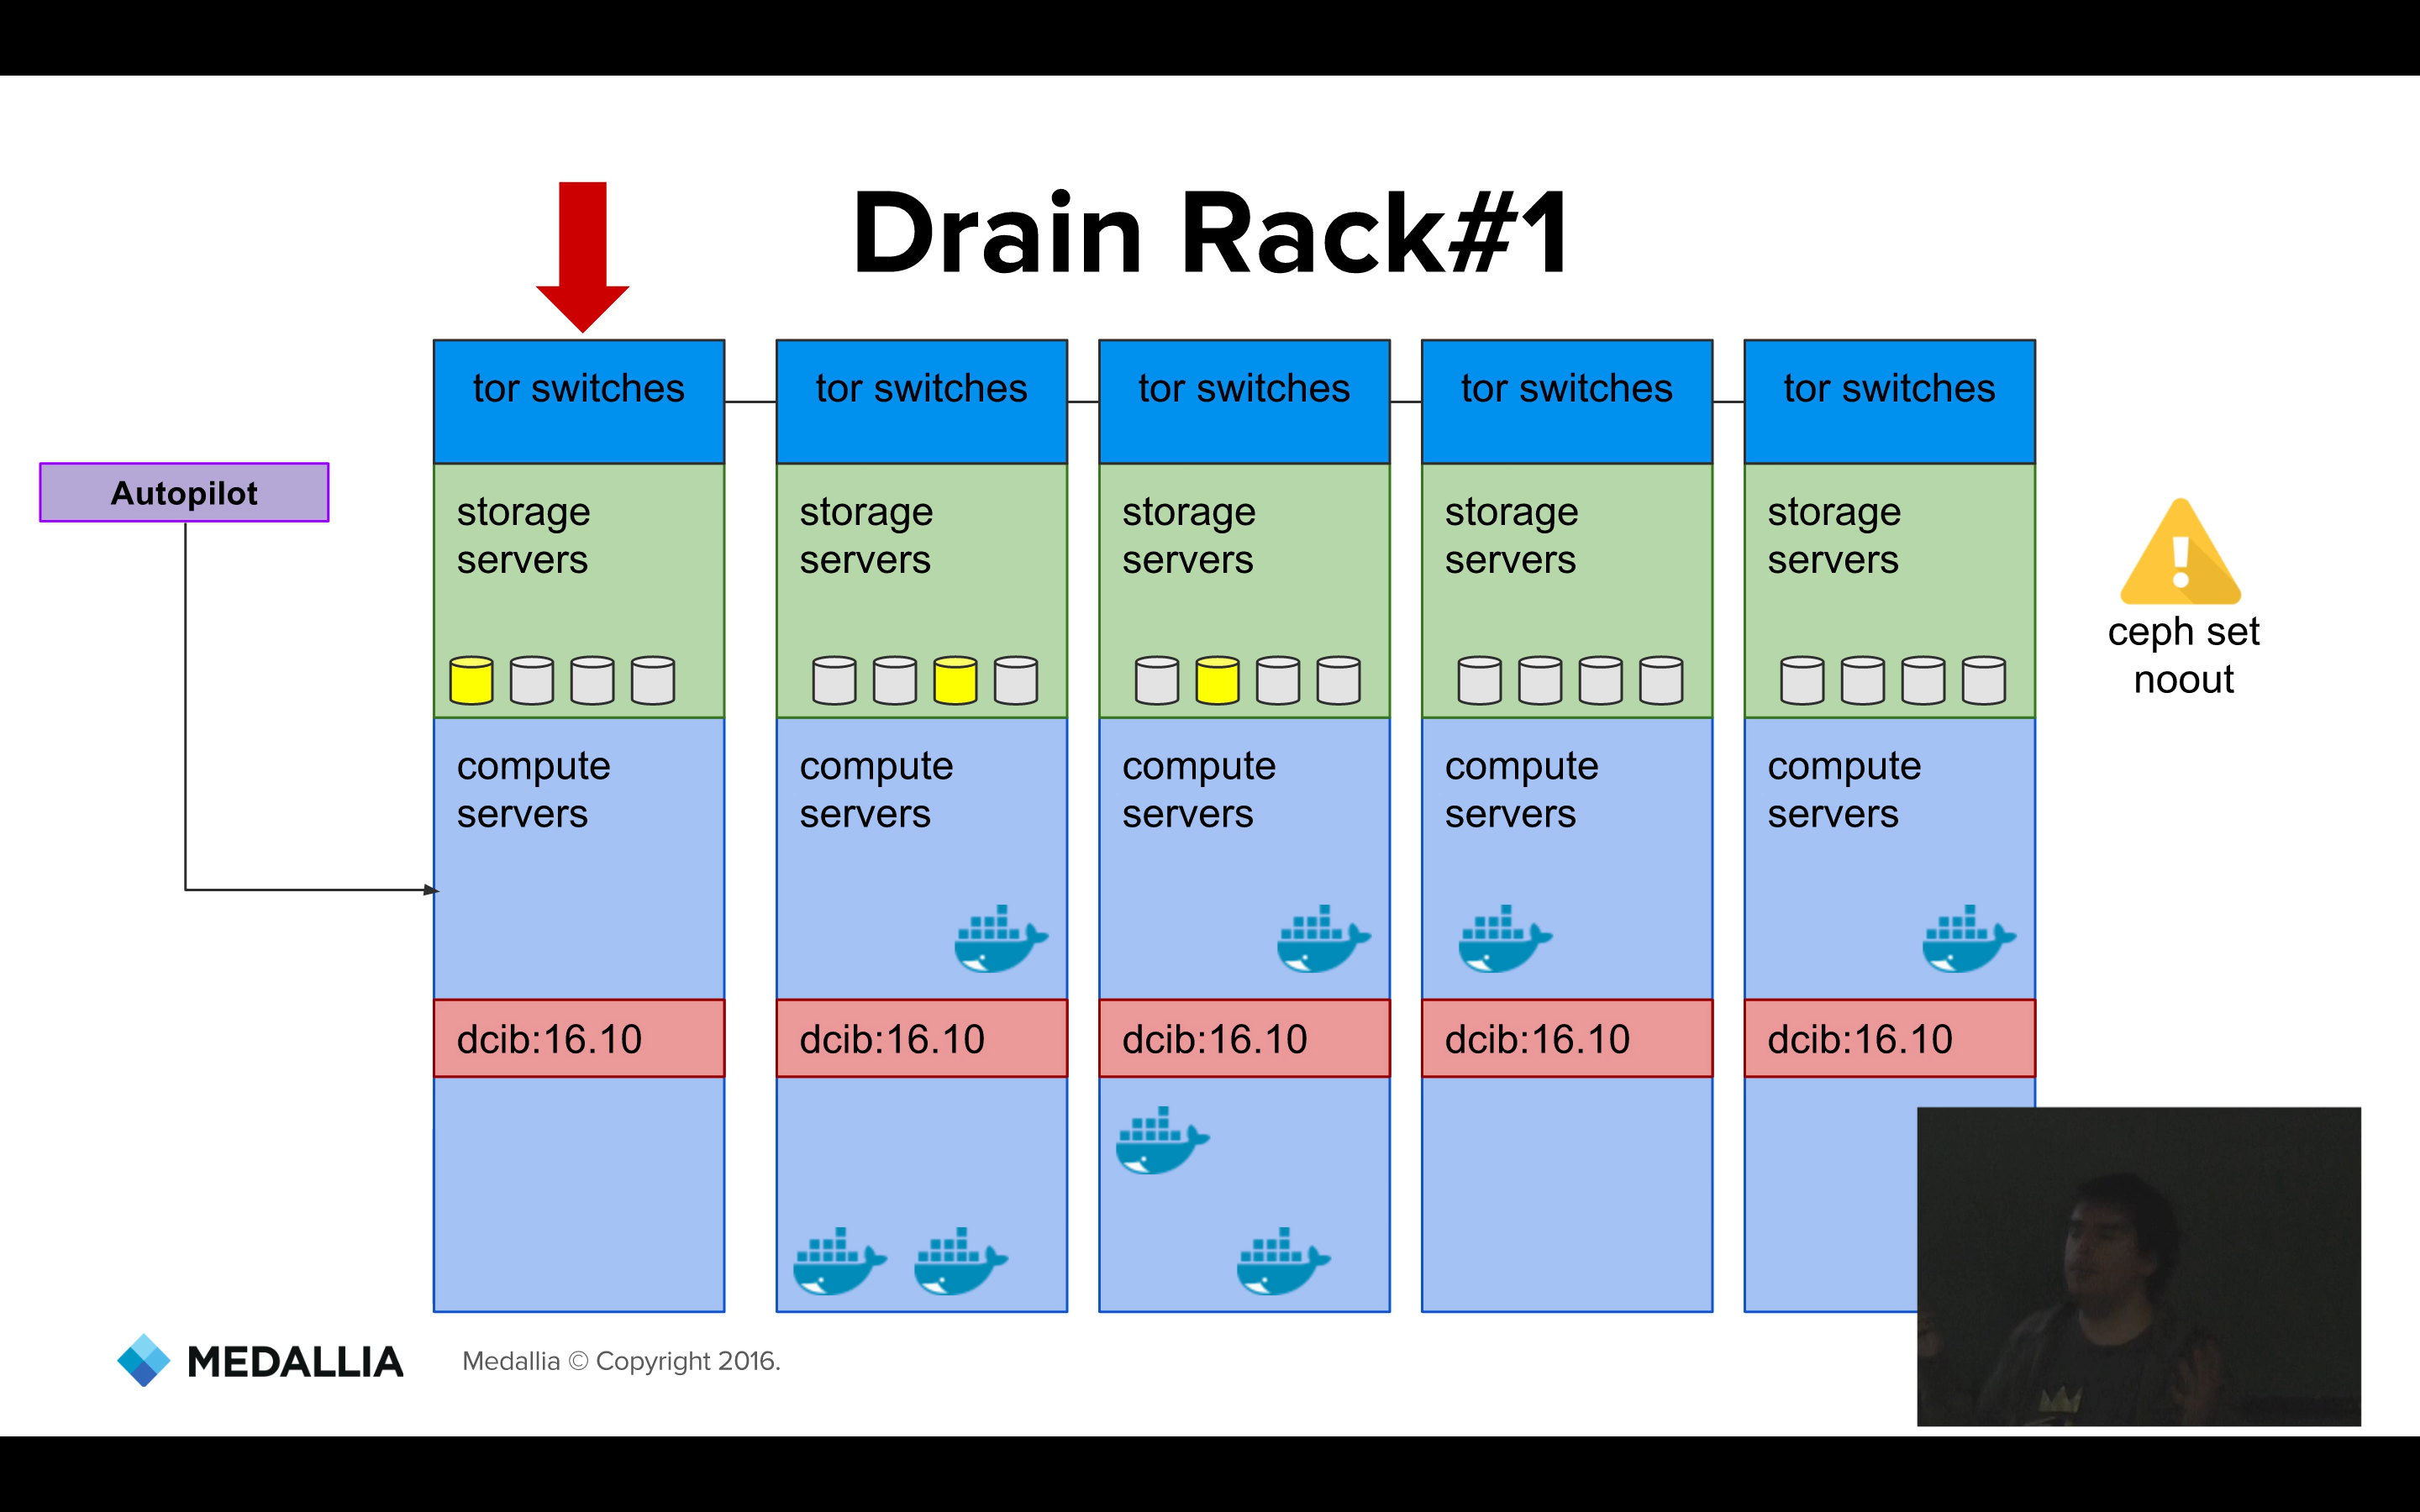 Drain Rack#1
tor switches
tor switches
tor switches
tor switches
tor switches
Autopilot
storage
servers
storage
servers
storage
servers
storage
servers
storage
servers
ceph set
noout
compute
servers
compute
servers
compute
servers
compute
servers
compute
servers
dcib:16.10
dcib:16.10
dcib:16.10
dcib:16.10
dcib:16.10
MEDALLIA
Medallia © Copyright 2016.